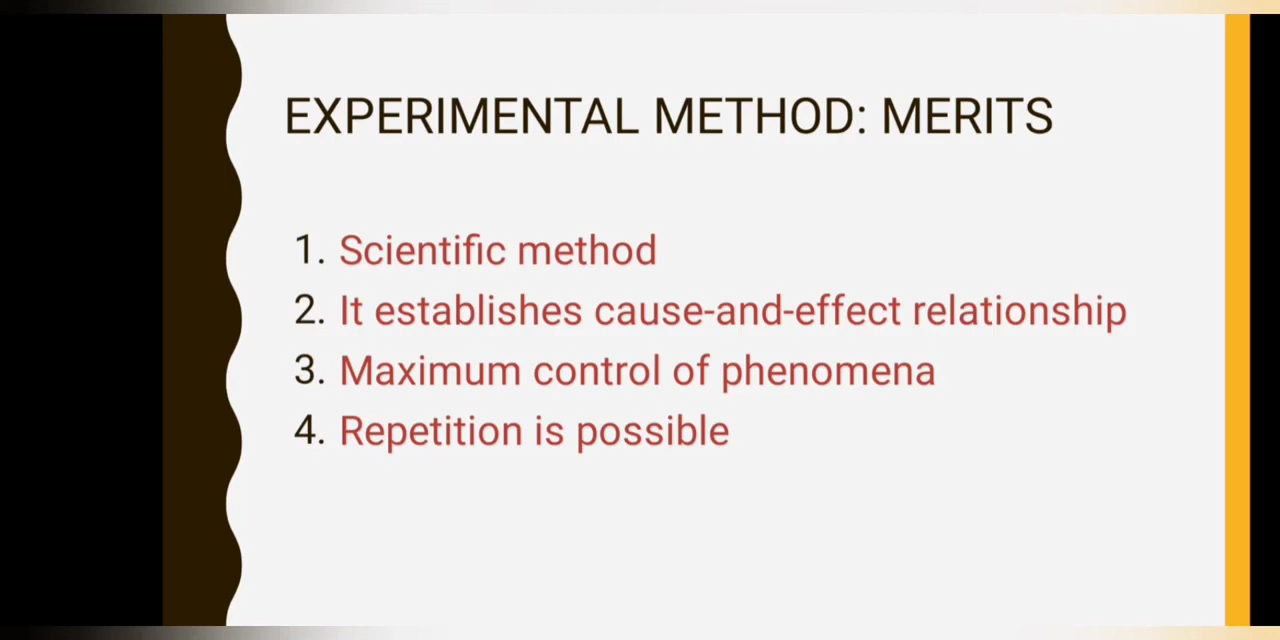 EXPERIMENTAL METHOD: MERITS
1. Scientific method
2. It establishes cause-and-effect relationship
3. Maximum control of phenomena
4. Repetition is possible